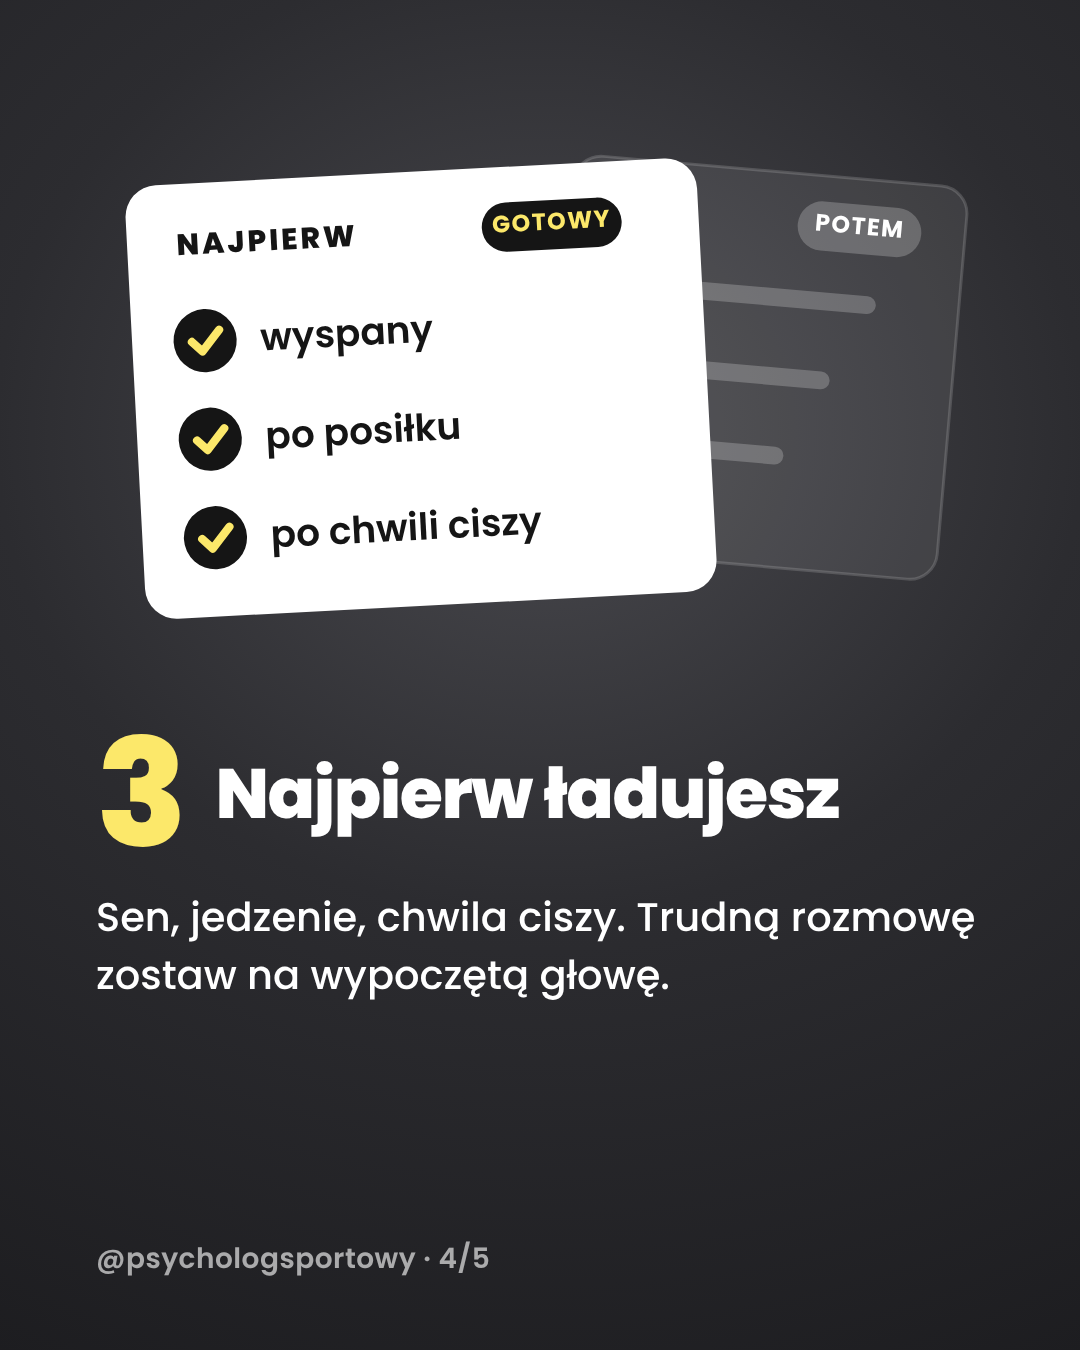 NAJPIERW
GOTOWY
POTEM
wyspany
po posiłku
po chwili ciszy
3 Najpierw ładujesz
Sen, jedzenie, chwila ciszy. Trudną rozmowę
zostaw na wypoczętą głowę.
@psychologsportowy · 4/5